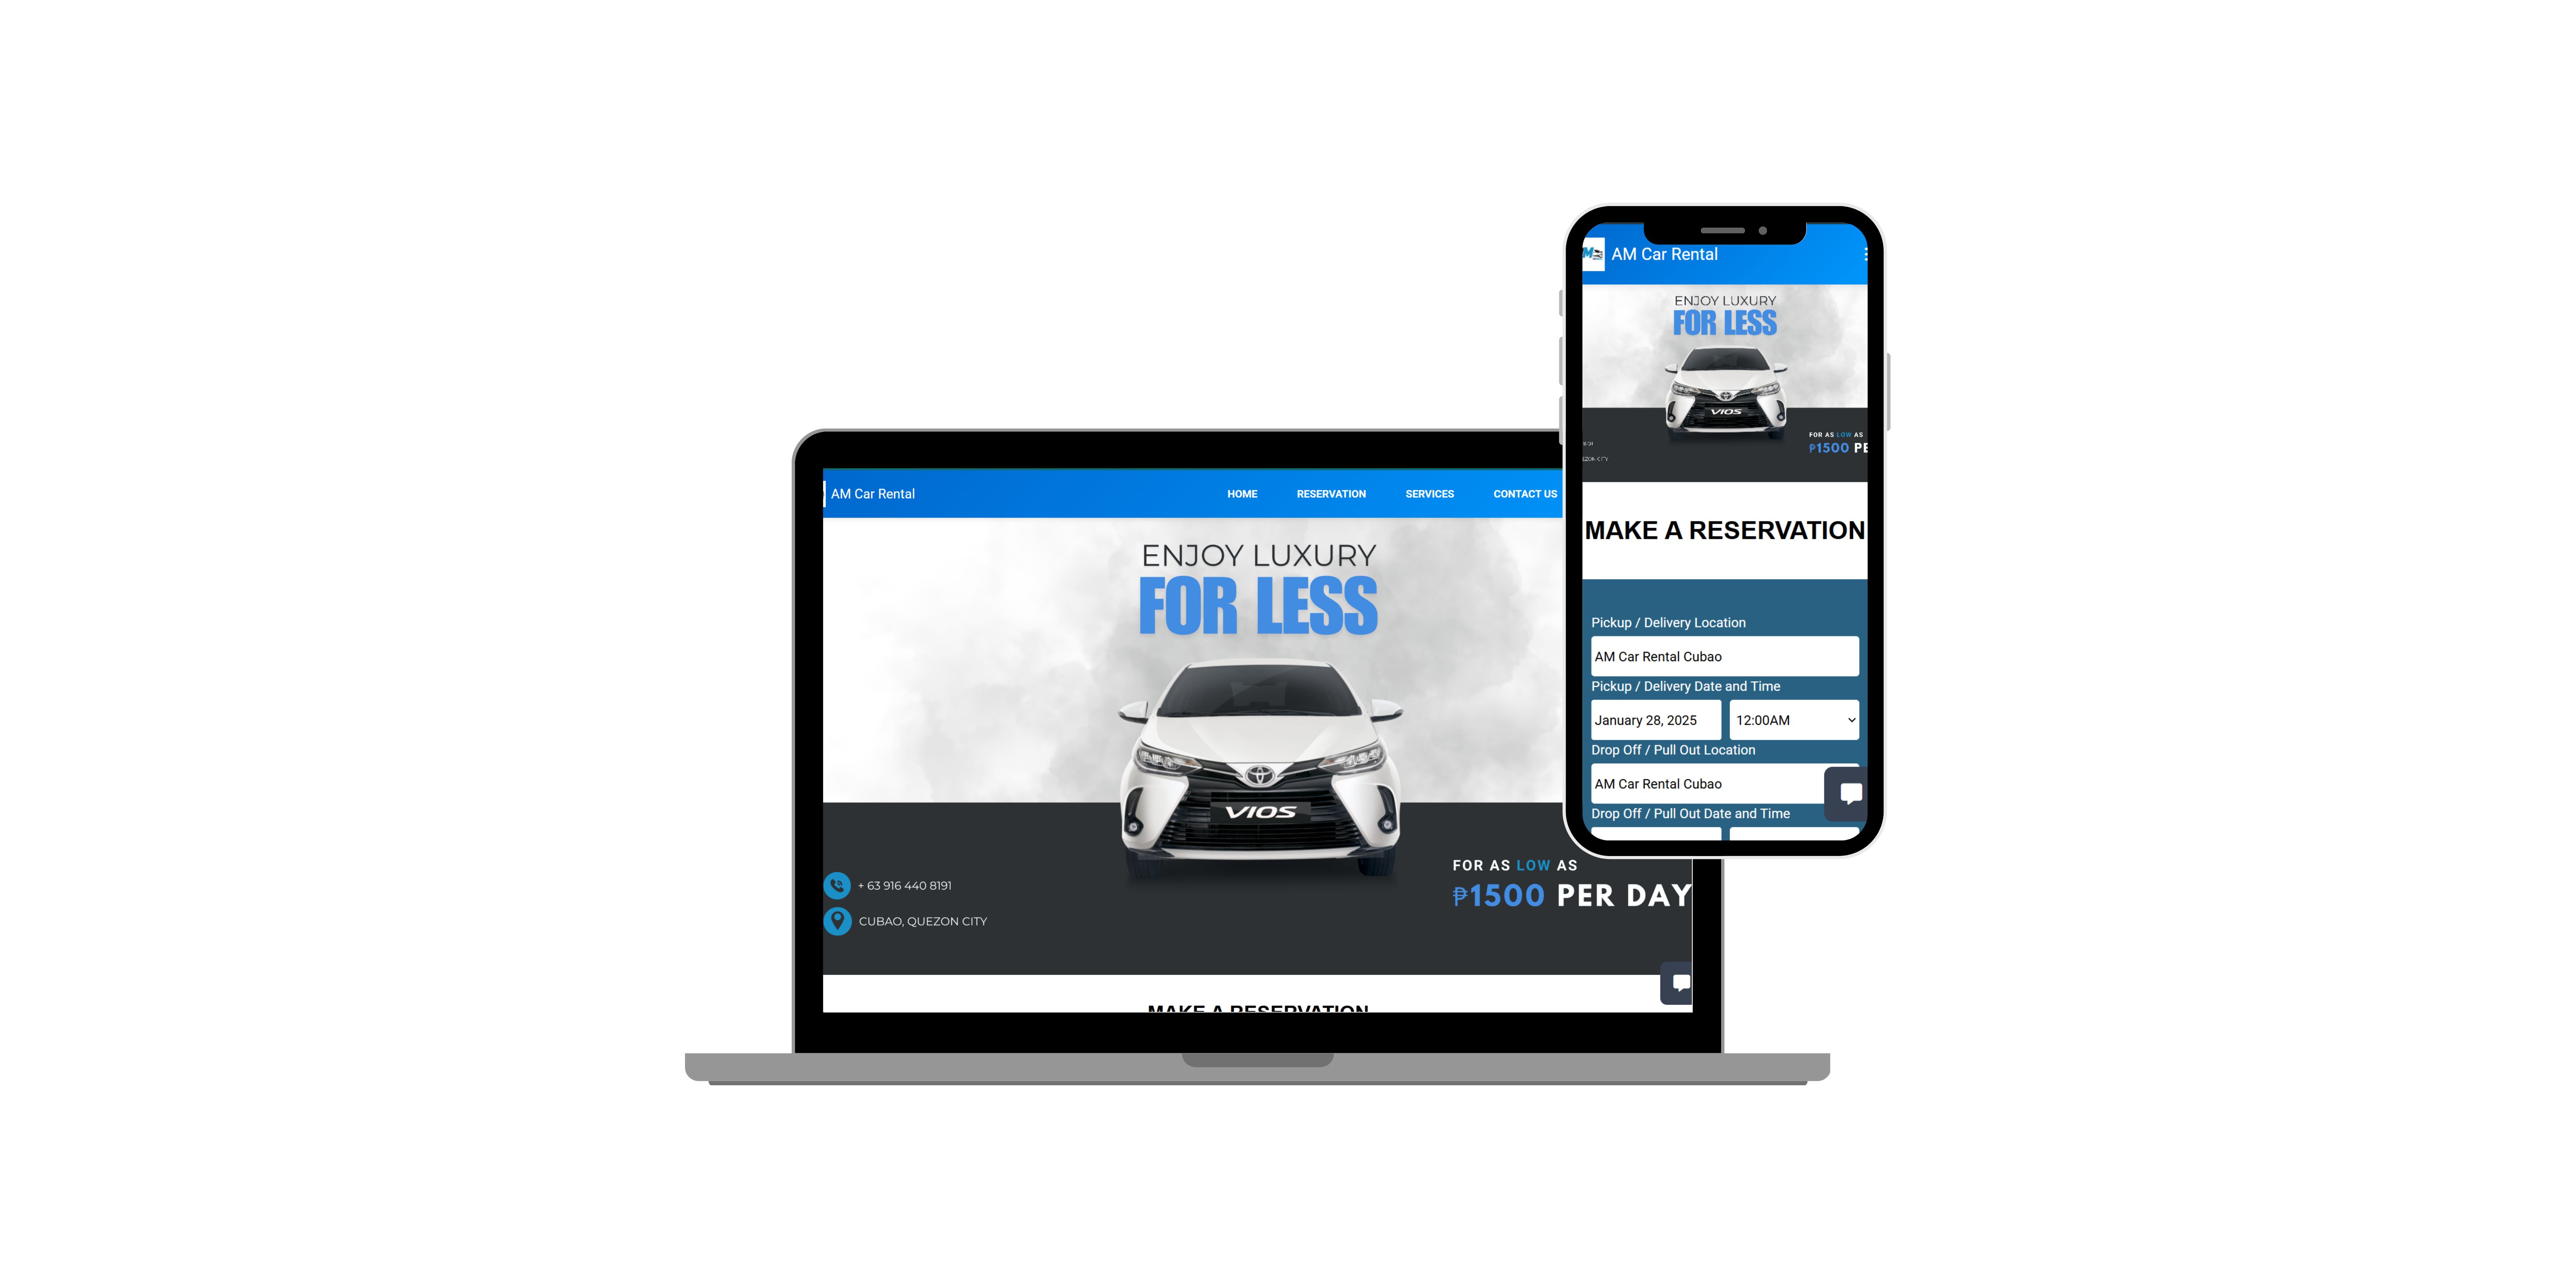 AM Car Rental
HOME RESERVATION SERVICES CONTACT US
ENJOY LUXURY
FOR LESS
VIOS
+ 63 916 440 8191
CUBAO, QUEZON CITY
FOR AS LOW AS
₱1500 PER DAY
MAKE A RESERVATION
AM Car Rental
ENJOY LUXURY
FOR LESS
VIOS
FOR AS LOW AS
₱1500 PE
MAKE A RESERVATION
Pickup / Delivery Location
AM Car Rental Cubao
Pickup / Delivery Date and Time
January 28, 2025 12:00AM
Drop Off / Pull Out Location
AM Car Rental Cubao
Drop Off / Pull Out Date and Time